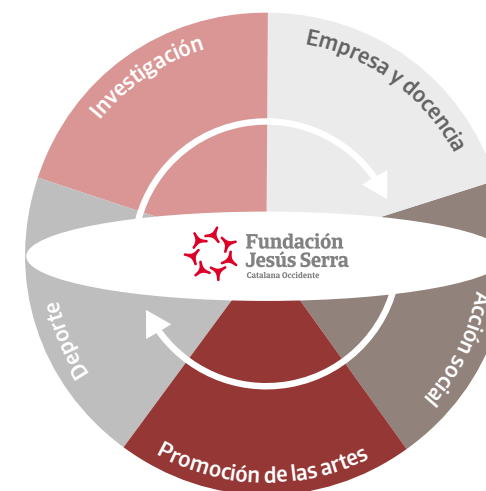 Investigación
Empresa y docencia
Fundación
Jesús Serra
Catalana Occidente
Deporte
Acción social
Promoción de las artes